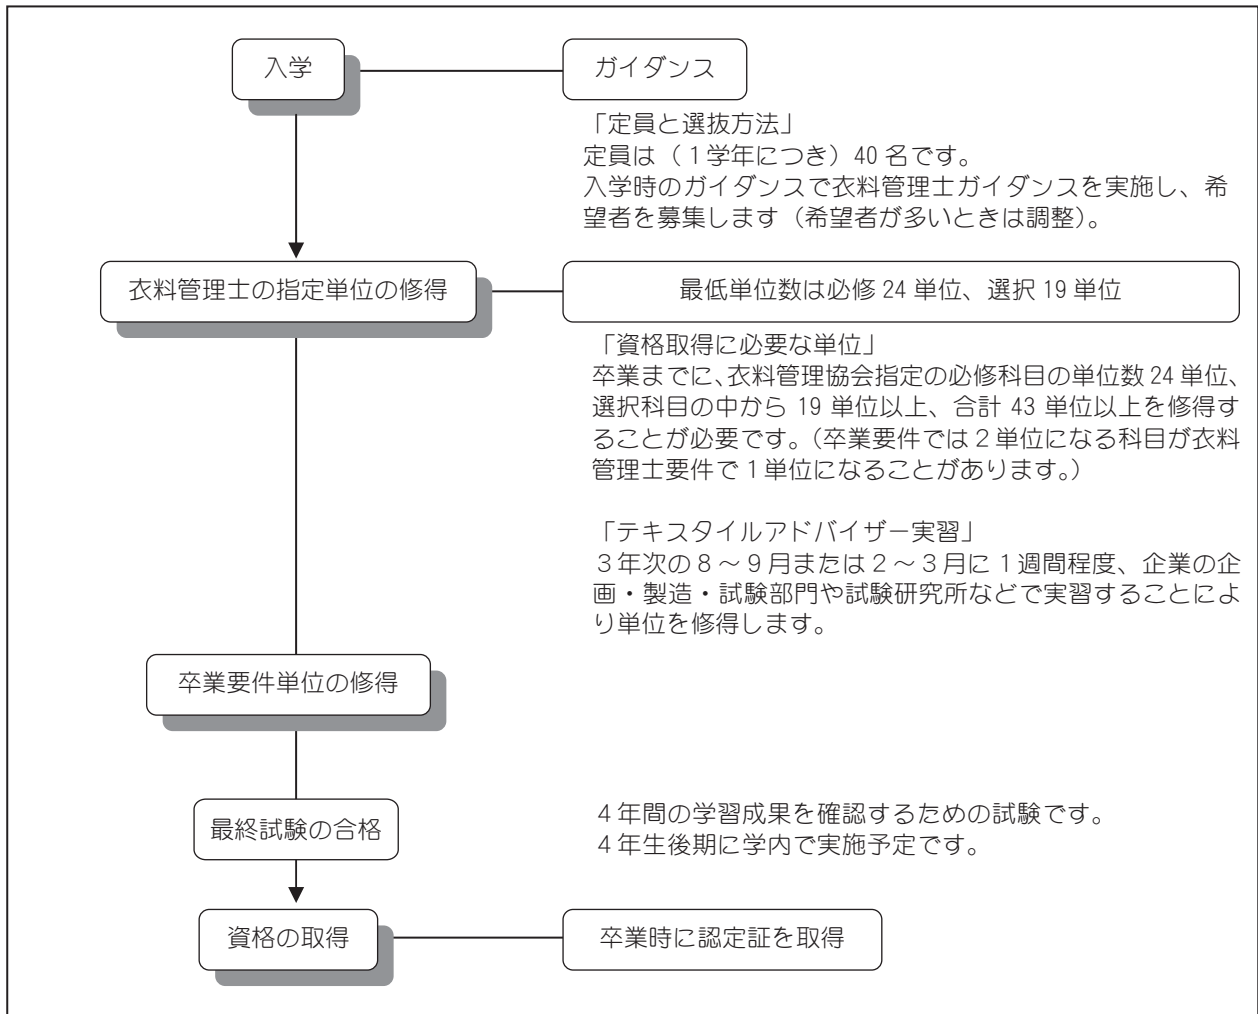 入学
ガイダンス
「定員と選抜方法」
定員は（１学年につき）40 名です。
入学時のガイダンスで衣料管理士ガイダンスを実施し、希
望者を募集します（希望者が多いときは調整）。
衣料管理士の指定単位の修得
最低単位数は必修 24 単位、選択 19 単位
「資格取得に必要な単位」
卒業までに、衣料管理協会指定の必修科目の単位数 24 単位、
選択科目の中から 19 単位以上、合計 43 単位以上を修得す
ることが必要です。（卒業要件では２単位になる科目が衣料
管理士要件で１単位になることがあります。）
「テキスタイルアドバイザー実習」
３年次の８～９月または２～３月に１週間程度、企業の企
画・製造・試験部門や試験研究所などで実習することによ
り単位を修得します。
卒業要件単位の修得
最終試験の合格
４年間の学習成果を確認するための試験です。
４年生後期に学内で実施予定です。
資格の取得
卒業時に認定証を取得